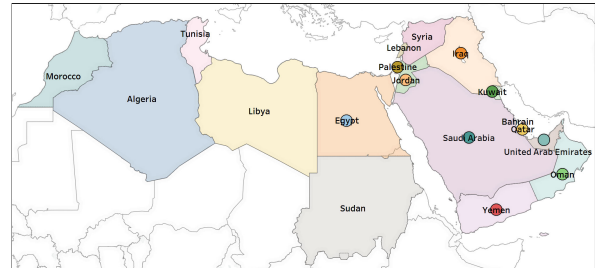 Tunisia
Syria
Lebanon
Iraq
Palestine
Morocco
Jordan
Kuwait
Algeria
Libya
Egypt
Bahrain
Qatar
Saudi Arabia
United Arab Emirates
Oman
Sudan
Yemen